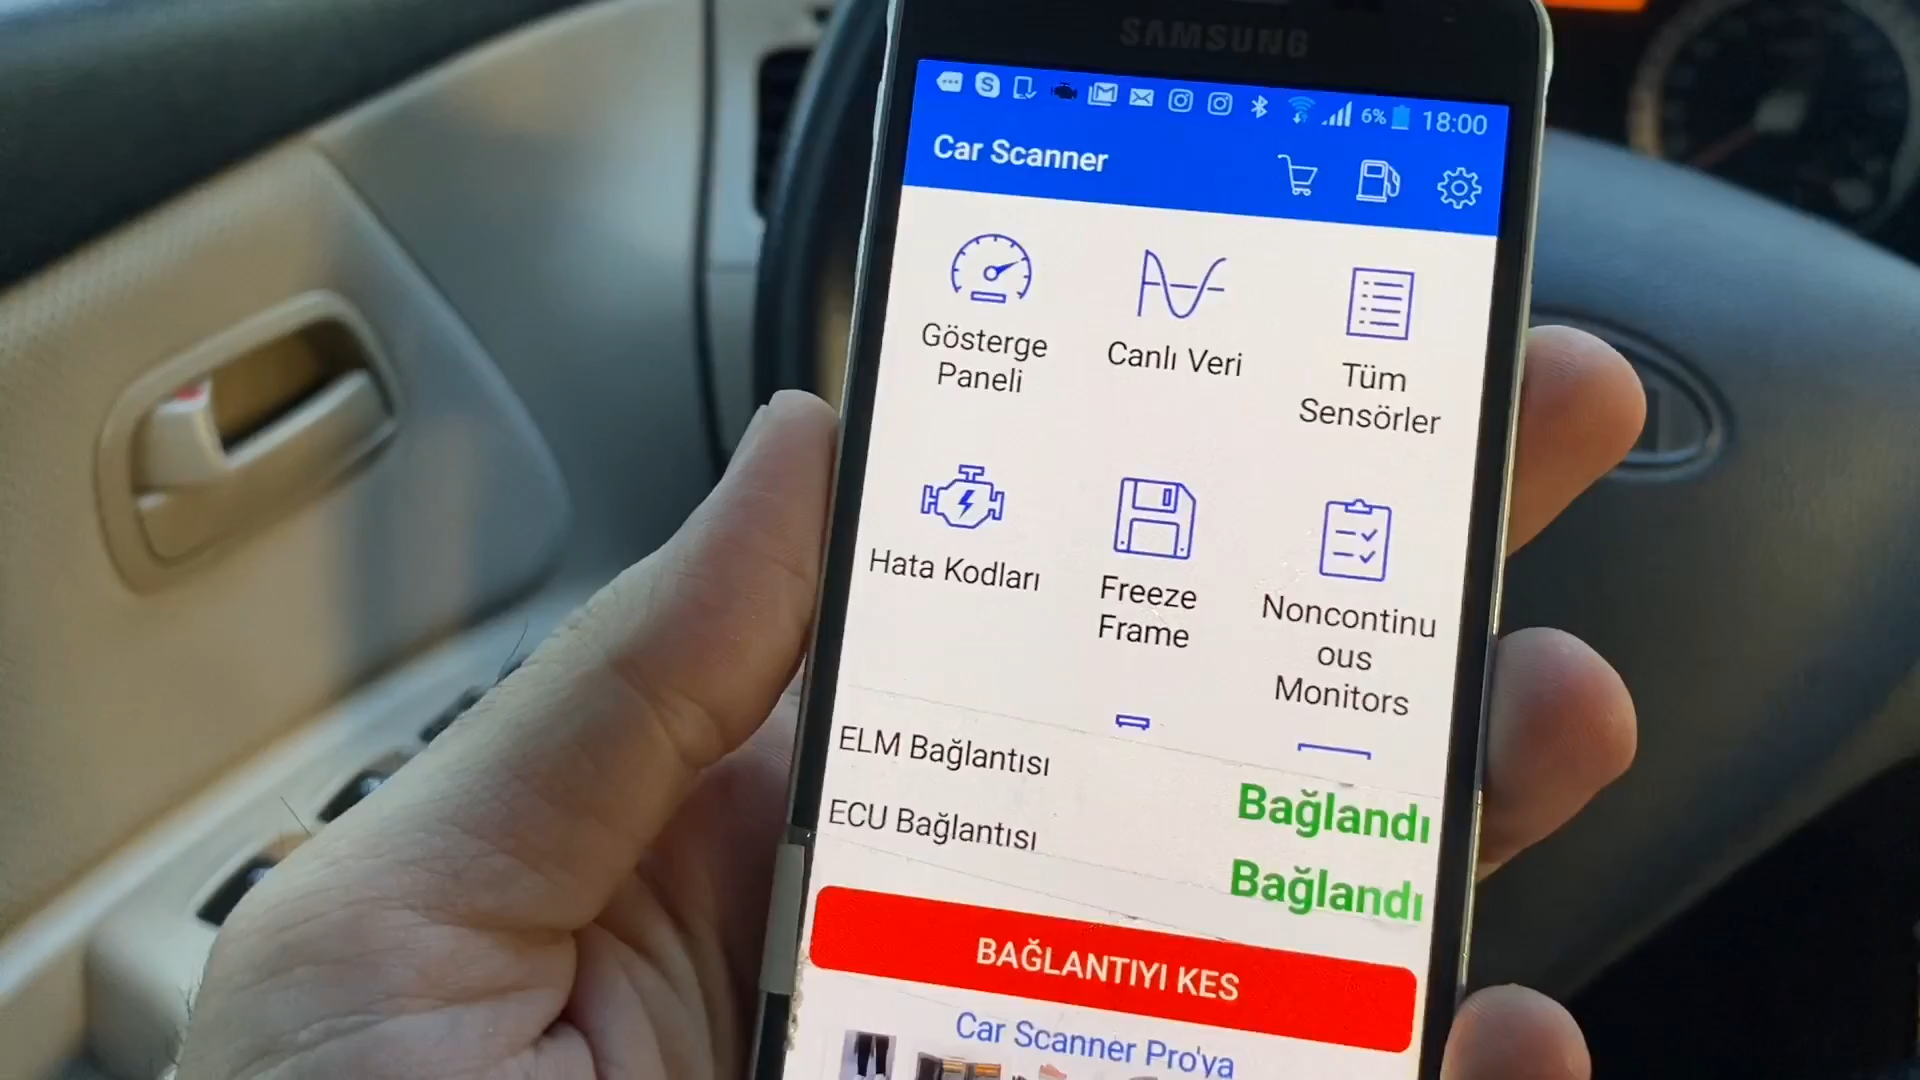 SAMSUNG
6% 18:00
Car Scanner
Gösterge
Paneli
Canlı Veri
Tüm
Sensörler
Hata Kodları
Freeze
Frame
Noncontinu
ous
Monitors
ELM Bağlantısı
Bağlandı
ECU Bağlantısı
Bağlandı
BAĞLANTIYI KES
Car Scanner Pro'ya